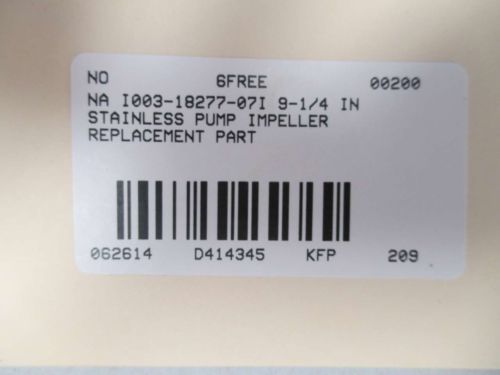 NO 6FREE 00200
NA I003-18277-07I 9-1/4 IN
STAINLESS PUMP IMPELLER
REPLACEMENT PART
062614 D414345 KFP 209